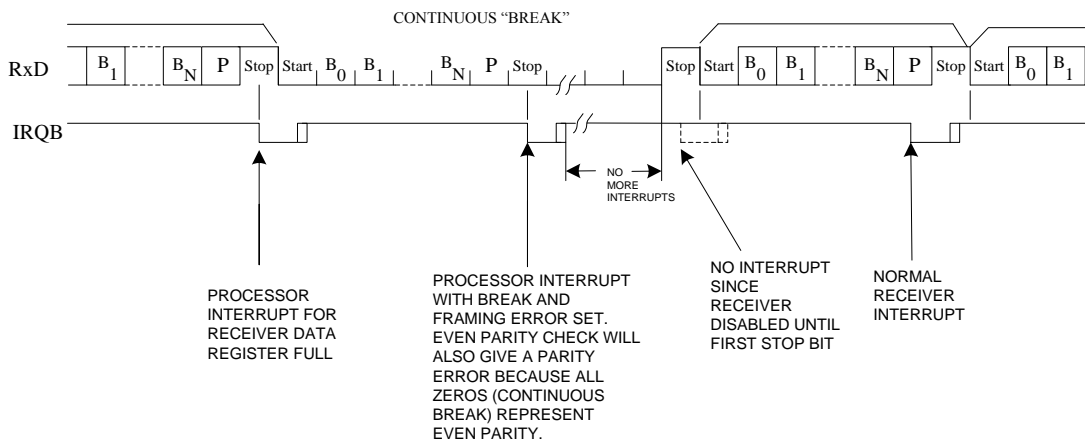 CONTINUOUS “BREAK”
RxD B1 BN P Stop Start B0 B1 BN P Stop Stop Start B0 B1 BN P Stop Start B0 B1
IRQB
NO
MORE
INTERRUPTS
PROCESSOR
INTERRUPT FOR
RECEIVER DATA
REGISTER FULL
PROCESSOR INTERRUPT
WITH BREAK AND
FRAMING ERROR SET.
EVEN PARITY CHECK WILL
ALSO GIVE A PARITY
ERROR BECAUSE ALL
ZEROS (CONTINUOUS
BREAK) REPRESENT
EVEN PARITY.
NO INTERRUPT
SINCE
RECEIVER
DISABLED UNTIL
FIRST STOP BIT
NORMAL
RECEIVER
INTERRUPT